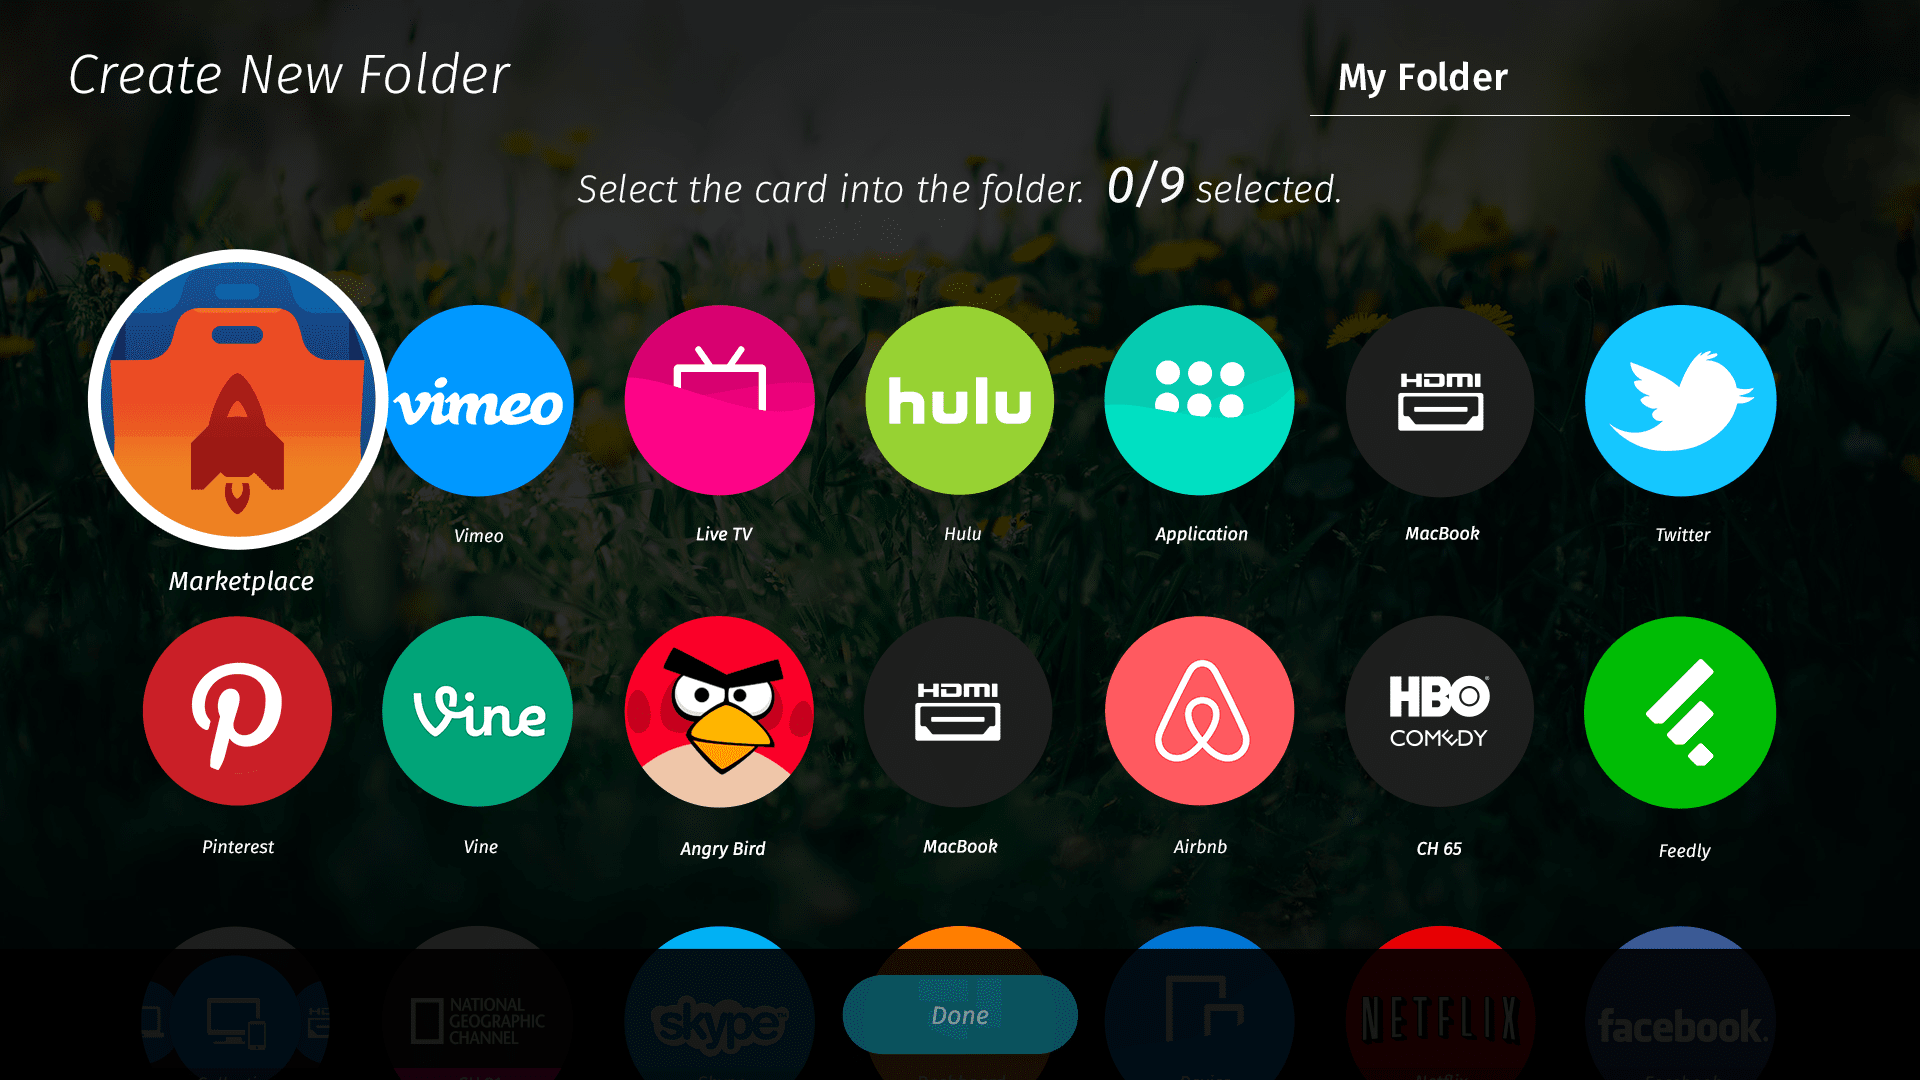 Create New Folder
My Folder
Select the card into the folder. 0/9 selected.
vimeo
hulu
HDMI
Vimeo
Live TV
Hulu
Application
MacBook
Twitter
Marketplace
Vine
HDMI
HBO
COMEDY
Pinterest
Vine
Angry Bird
MacBook
Airbnb
CH 65
Feedly
NATIONAL
GEOGRAPHIC
CHANNEL
skype
Done
NETFLIX
facebook.